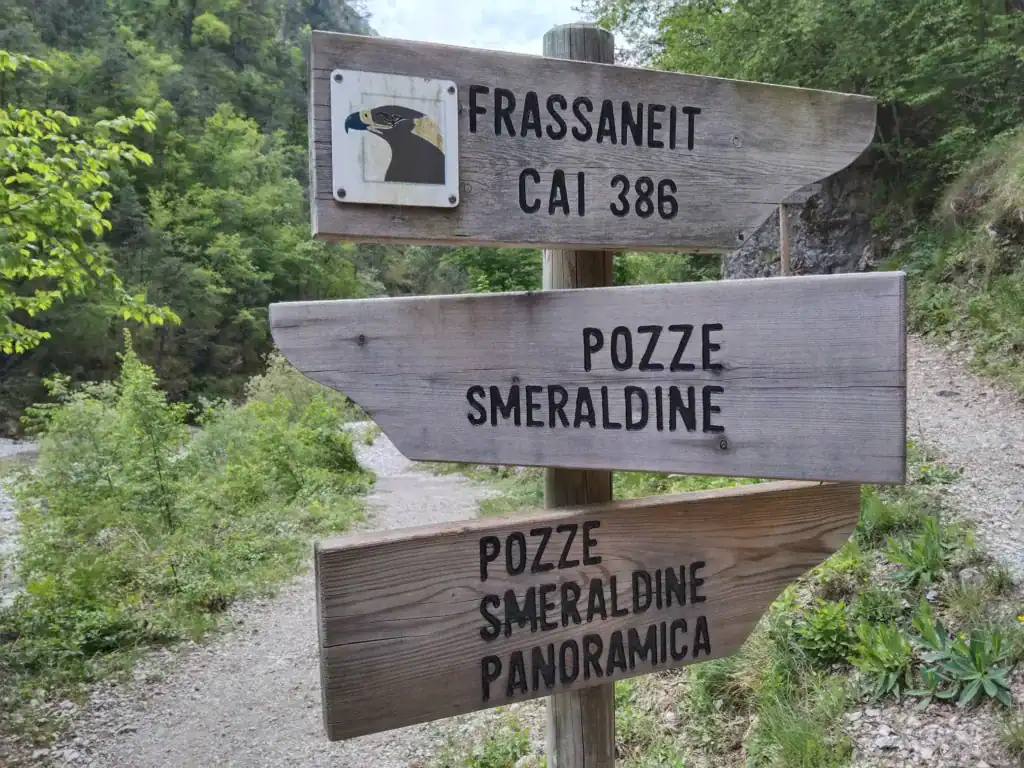 FRASSANEIT
CAI 386
POZZE
SMERALDINE
POZZE
SMERALDINE
PANORAMICA